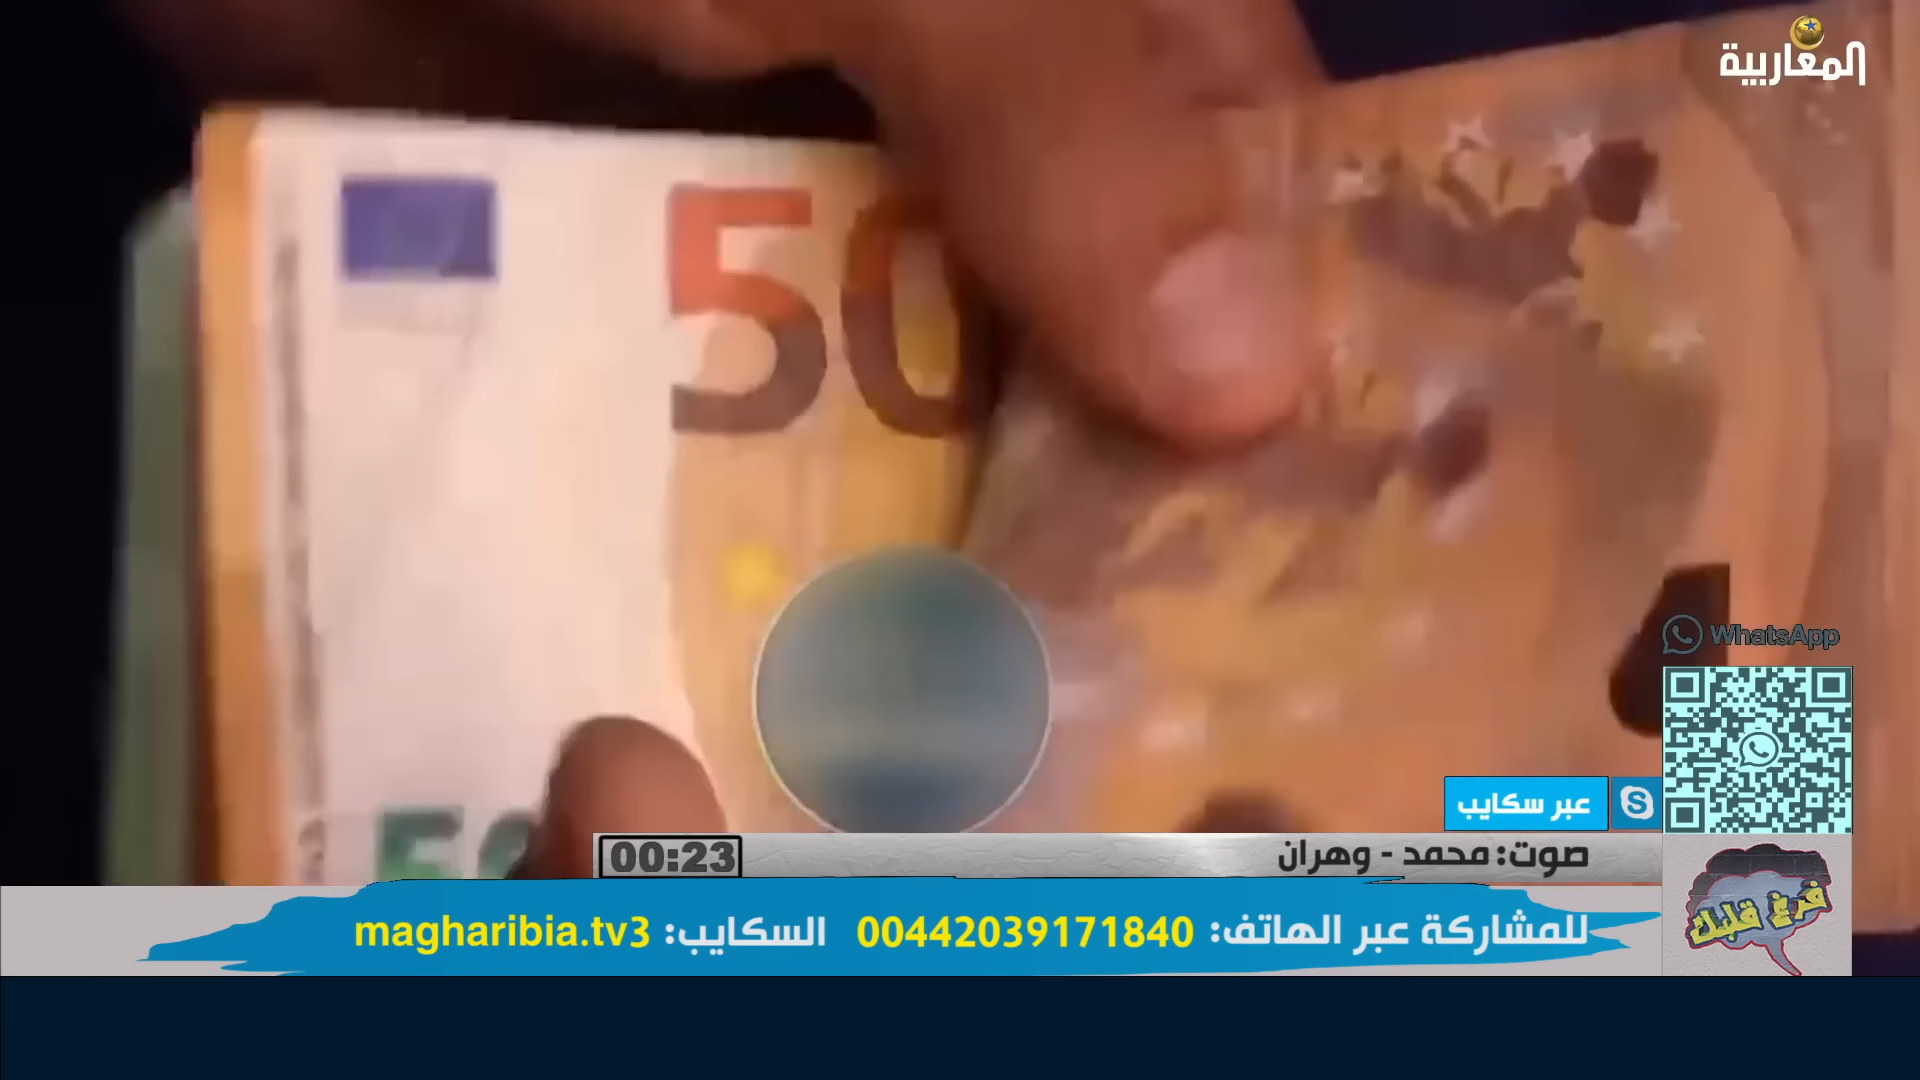 المغاربية
50
WhatsApp
عبر سكايب
صوت: محمد - وهران
00:23
للمشاركة عبر الهاتف: 00442039171840 السكايب: magharibia.tv3
فرغ قلبك